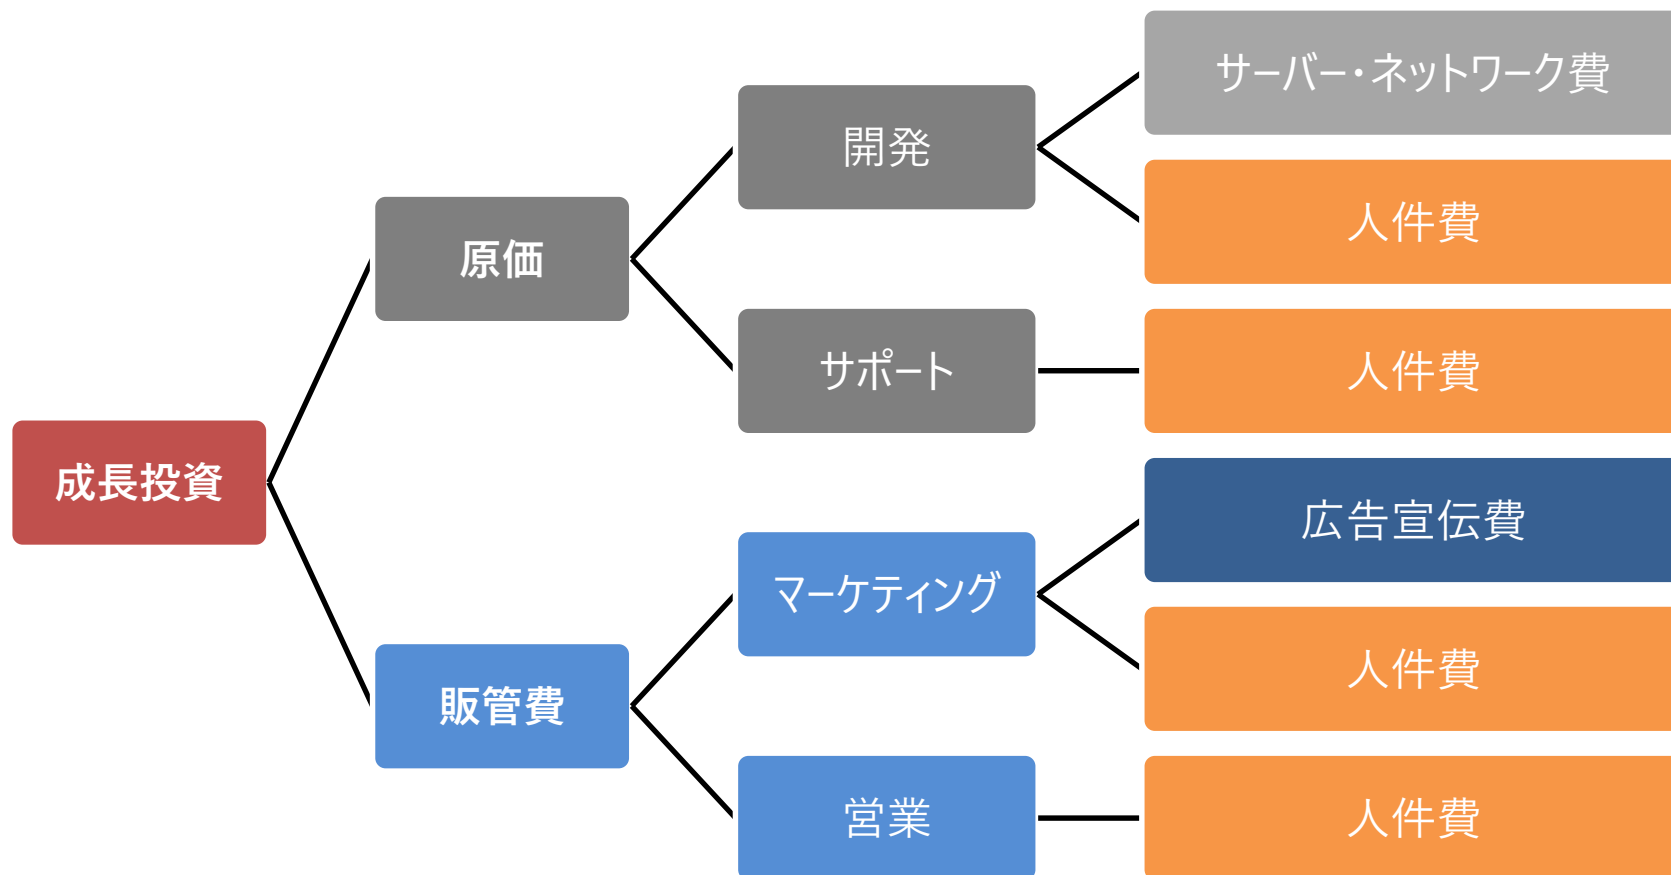 サーバー・ネットワーク費
開発
人件費
原価
サポート
人件費
成長投資
広告宣伝費
マーケティング
人件費
販管費
営業
人件費